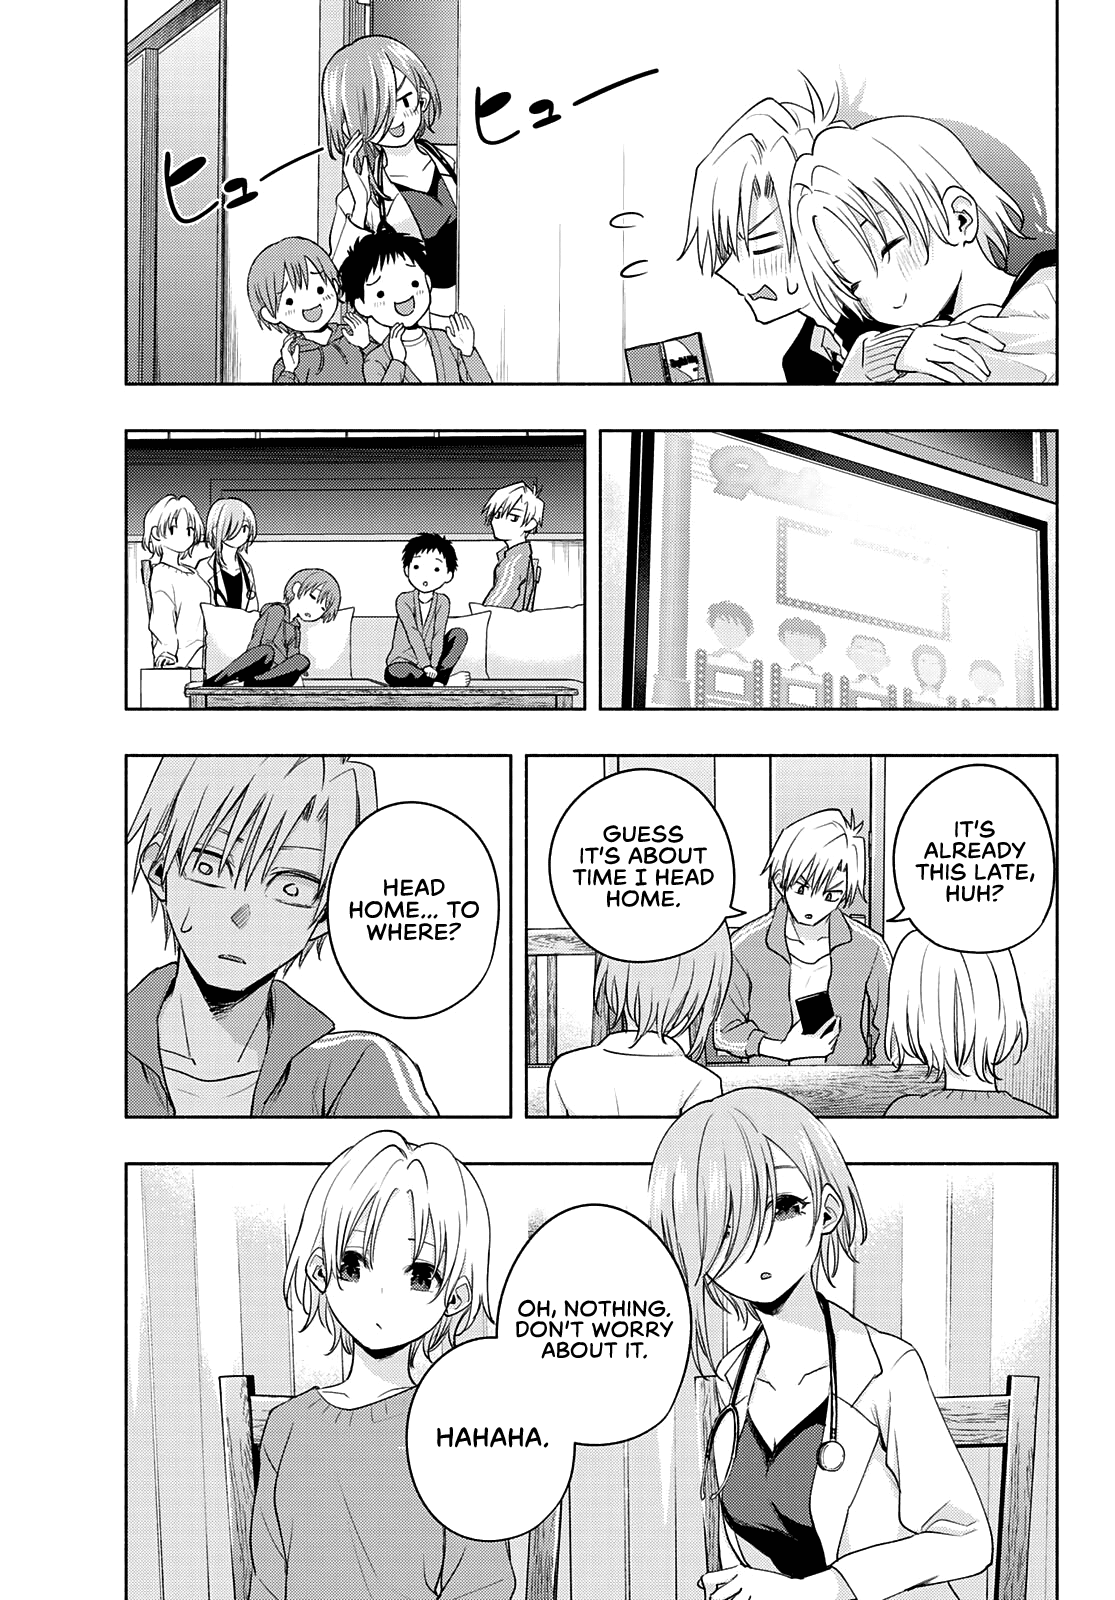 ヒュー
ヒュー
IT'S
ALREADY
THIS LATE,
HUH?
GUESS
IT'S ABOUT
TIME I HEAD
HOME.
HEAD
HOME... TO
WHERE?
OH, NOTHING.
DON'T WORRY
ABOUT IT.
HAHAHA.